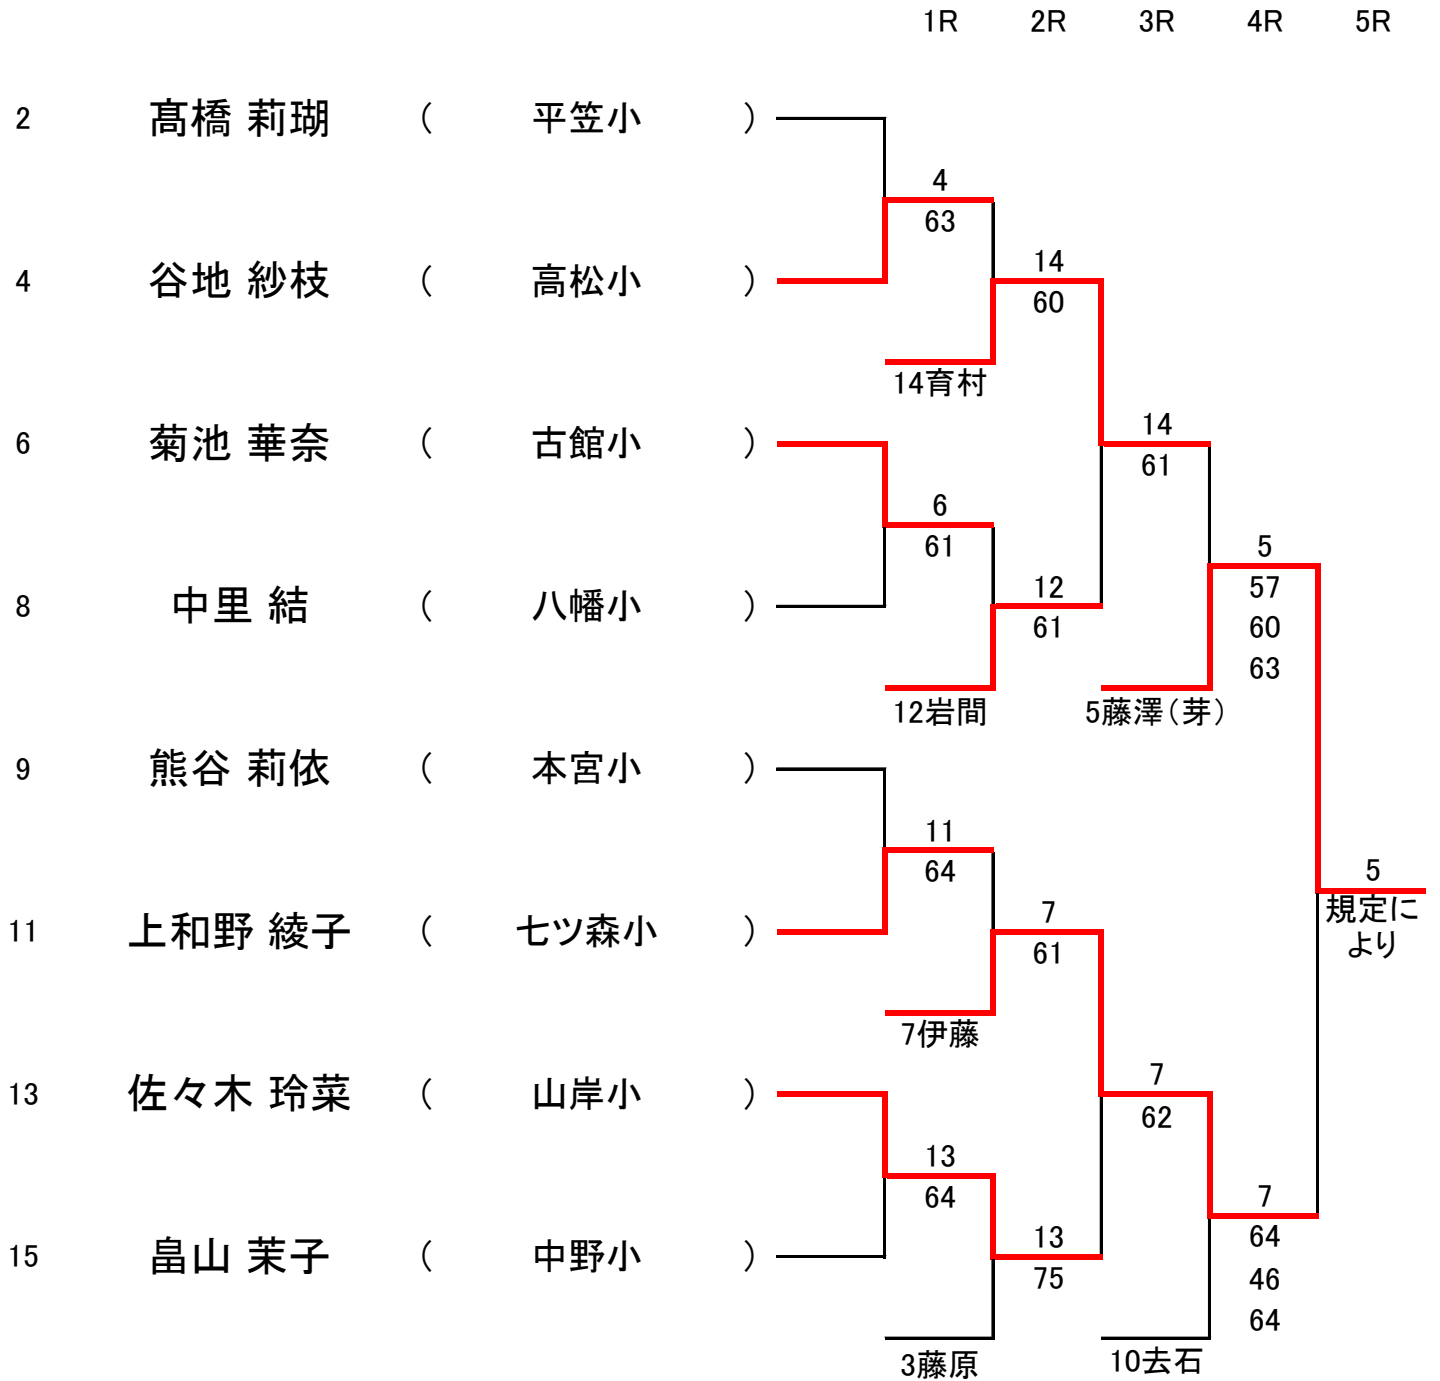 1R 2R 3R 4R 5R
2 髙橋 莉瑚 ( 平笠小 )
4
63
4 谷地 紗枝 ( 高松小 )
14
60
14育村
6 菊池 華奈 ( 古館小 )
14
61
6
61
8 中里 結 ( 八幡小 )
12
61
5
57
60
63
12岩間
5藤澤(芽)
9 熊谷 莉依 ( 本宮小 )
11
64
5
規定に
より
11 上和野 綾子 ( 七ツ森小 )
7
61
7伊藤
13 佐々木 玲菜 ( 山岸小 )
7
62
13
64
15 畠山 茉子 ( 中野小 )
13
75
7
64
46
64
3藤原
10去石